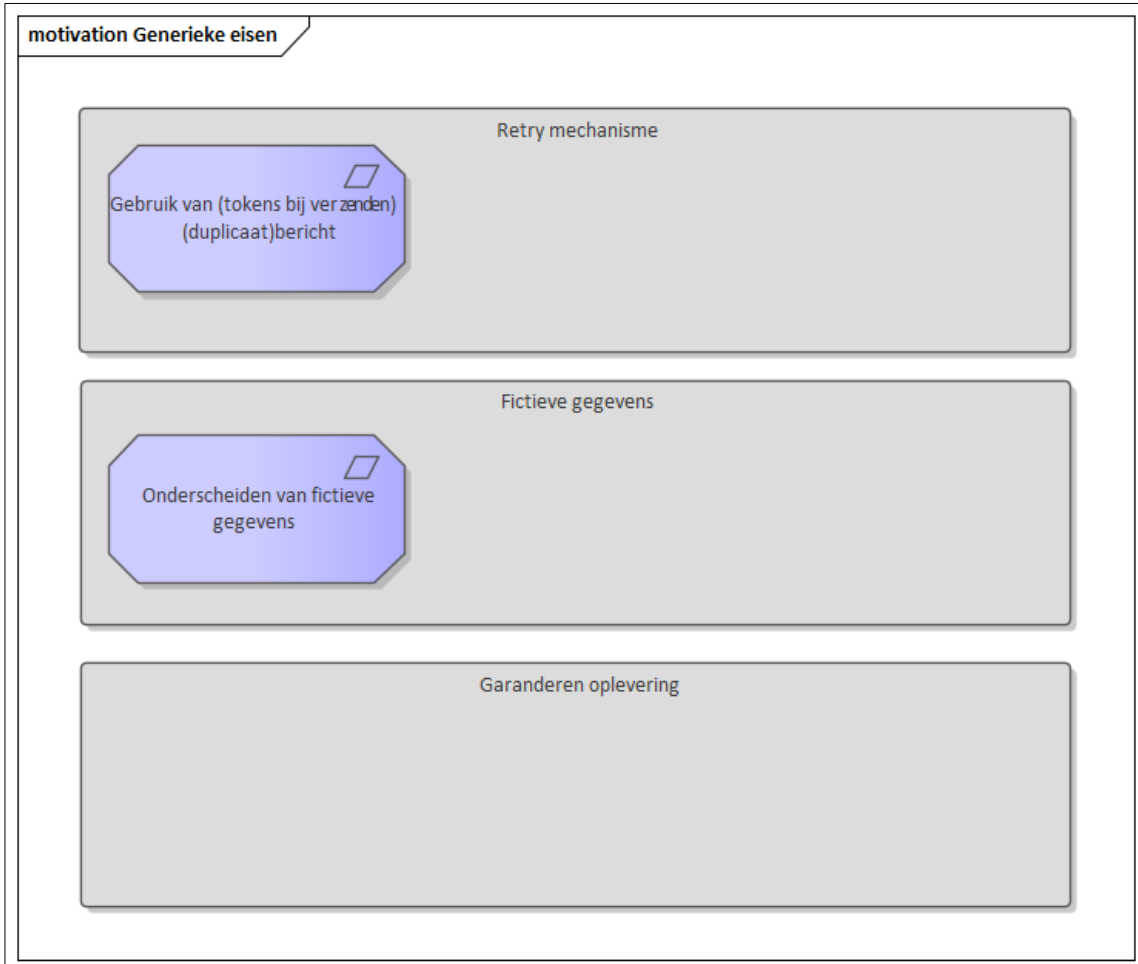 motivation Generieke eisen
Retry mechanisme
Gebruik van (tokens bij verzenden)
(duplicaat)bericht
Fictieve gegevens
Onderscheiden van fictieve
gegevens
Garanderen oplevering